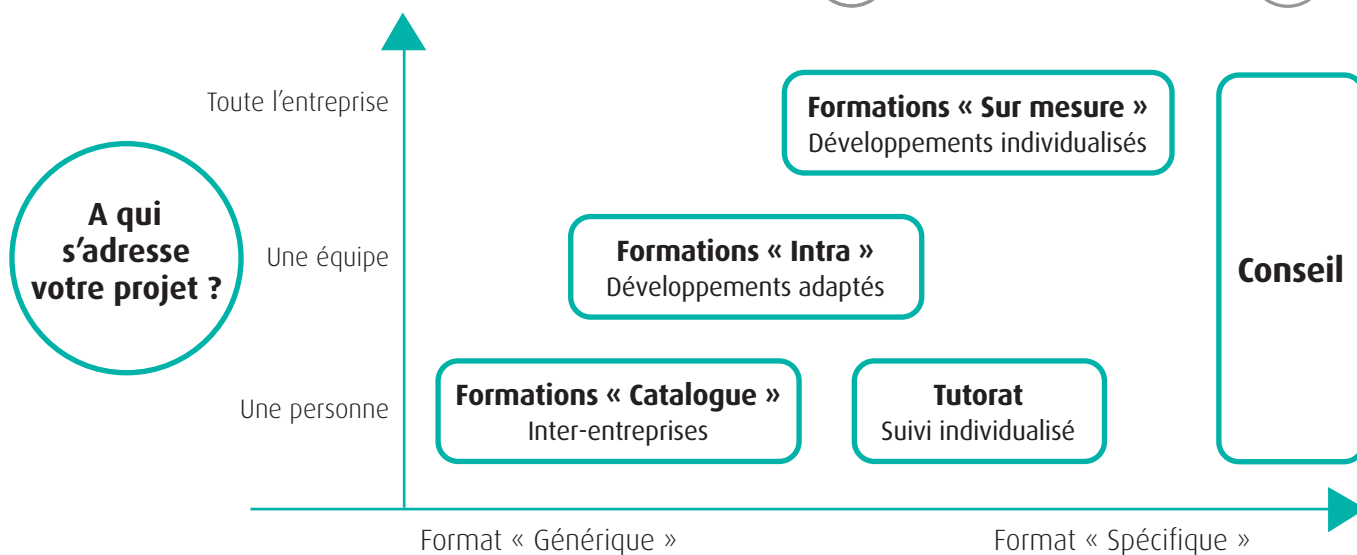 Toute l’entreprise
Formations « Sur mesure »
Développements individualisés
A qui
s’adresse
votre projet ?
Une équipe
Formations « Intra »
Développements adaptés
Conseil
Une personne
Formations « Catalogue »
Inter-entreprises
Tutorat
Suivi individualisé
Format « Générique »
Format « Spécifique »